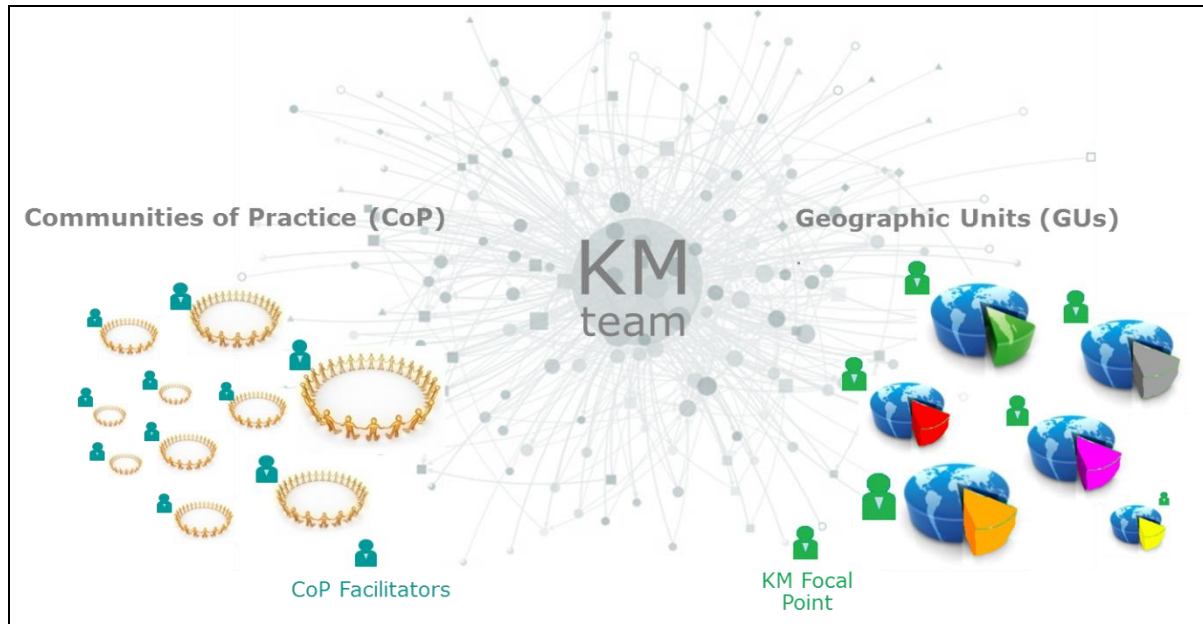 Communities of Practice (CoP)
Geographic Units (GUs)
KM
team
CoP Facilitators
KM Focal
Point